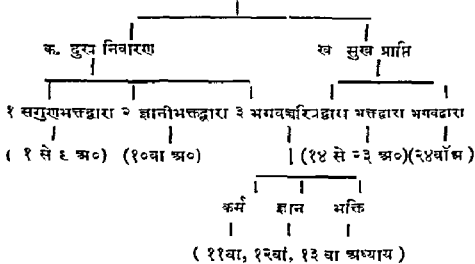 क. दुख निवारण ख सुख प्राप्ति
१ सगुणभक्तद्वारा २ ज्ञानीभक्तद्वारा ३ भगवच्चरित्रद्वारा भक्तद्वारा भगवद्वारा
( १ से ६ अ०) (१०वा अ०) (१४ से २३ अ०)(२४वाँ अ)
कर्म ज्ञान भक्ति
( ११वा, १२वां, १३ वा अध्याय )